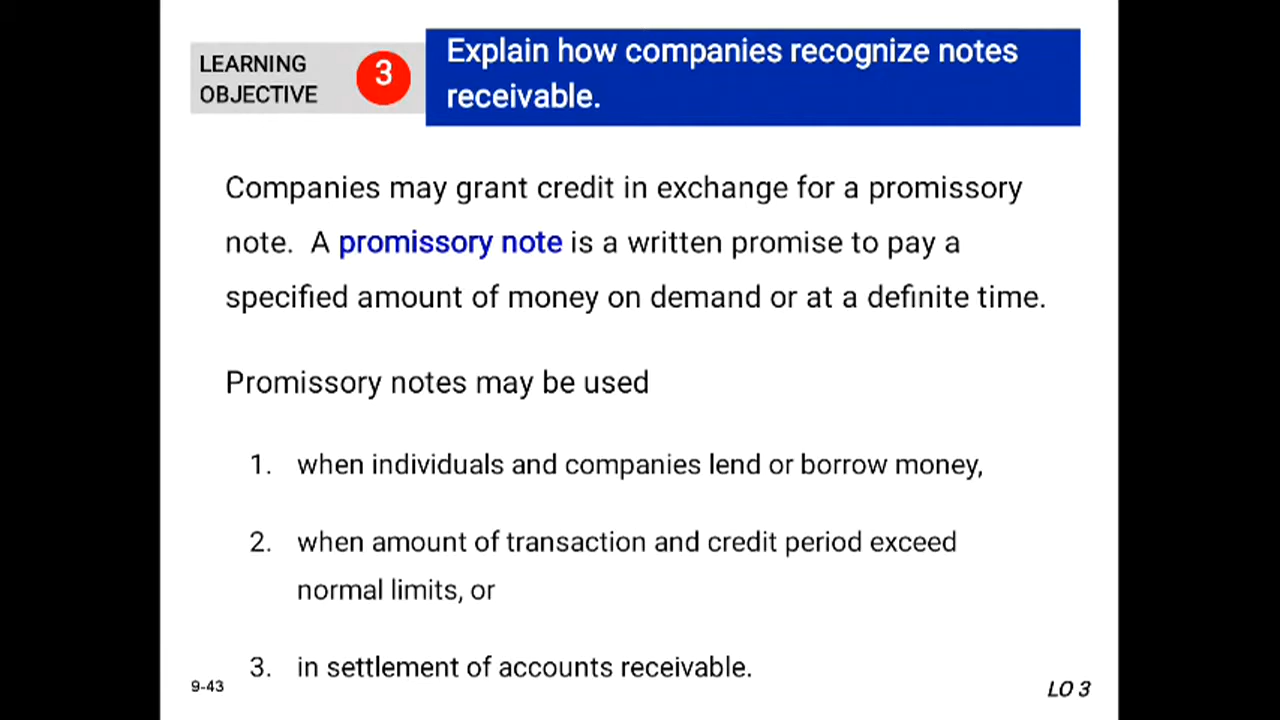 LEARNING
OBJECTIVE
3
Explain how companies recognize notes
receivable.
Companies may grant credit in exchange for a promissory
note. A promissory note is a written promise to pay a
specified amount of money on demand or at a definite time.
Promissory notes may be used
1. when individuals and companies lend or borrow money,
2. when amount of transaction and credit period exceed
normal limits, or
3. in settlement of accounts receivable.
9-43
LO 3